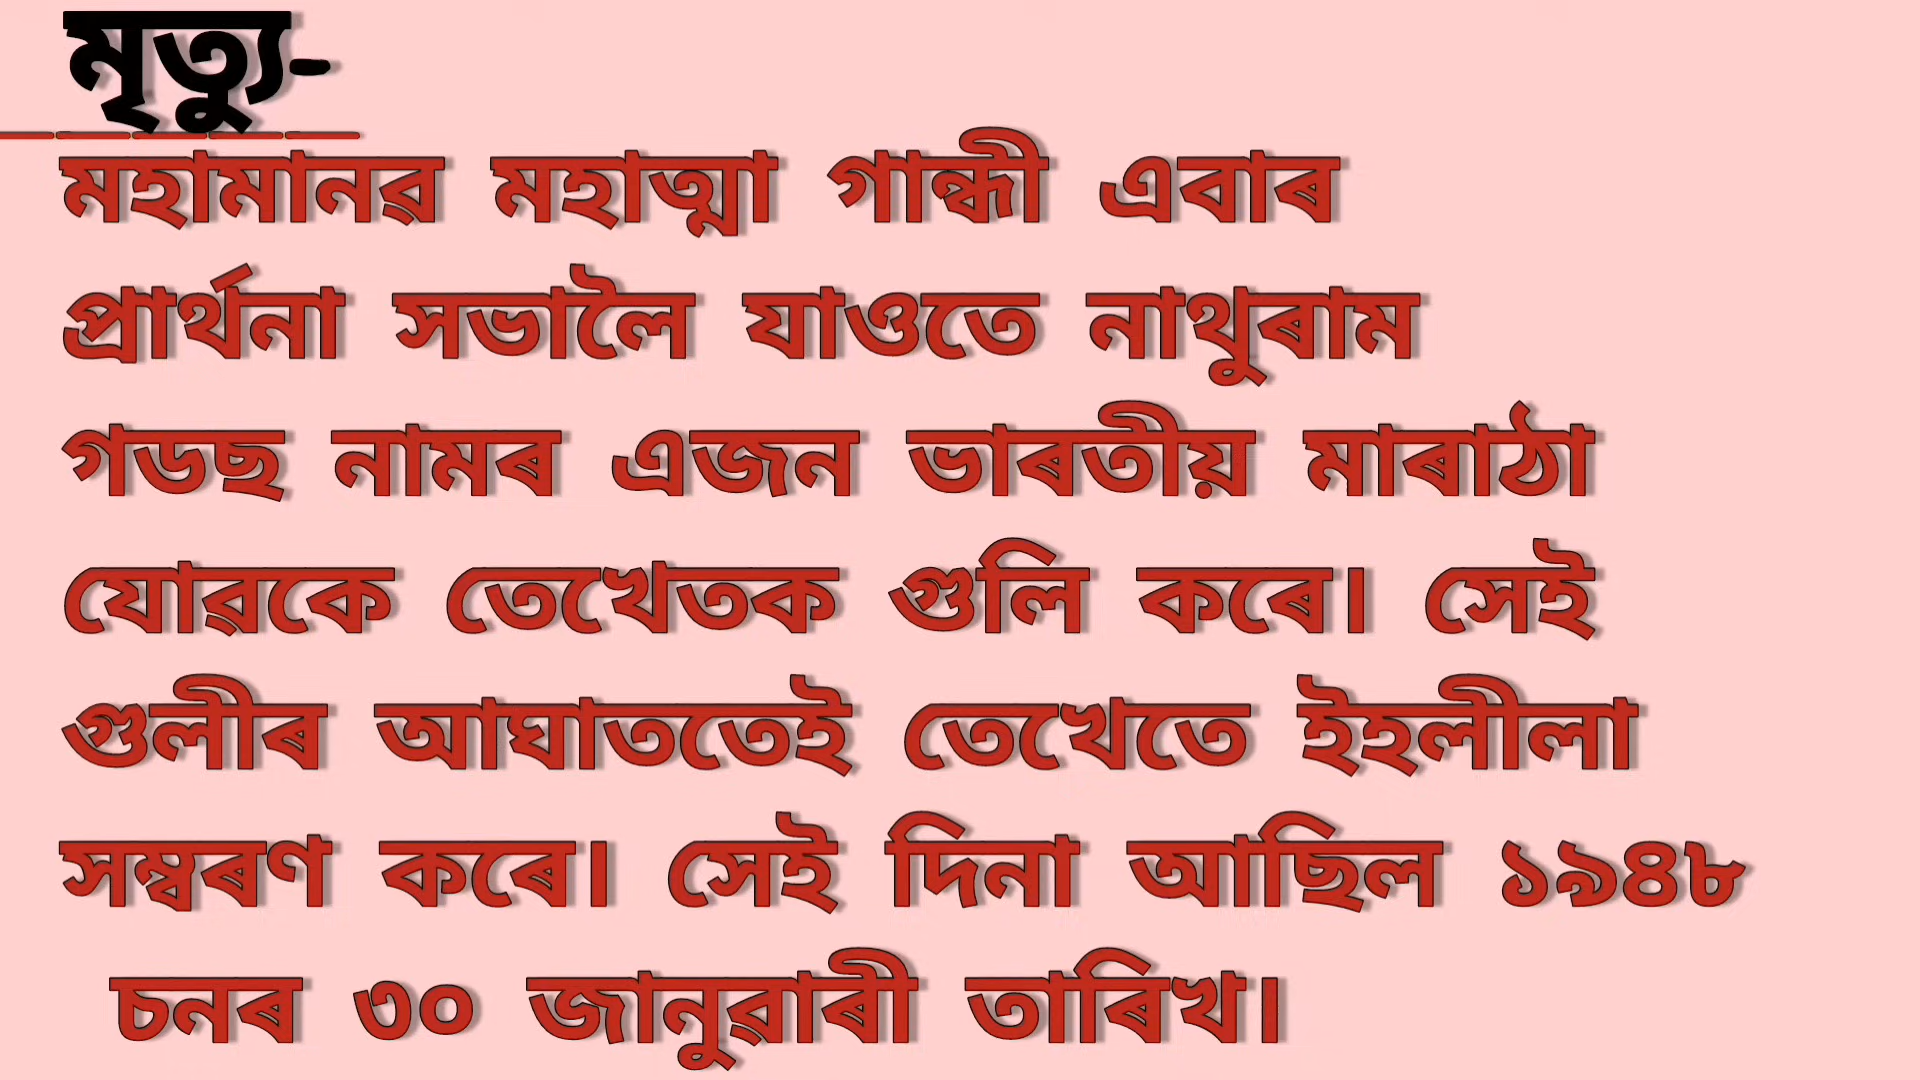 মৃত্যু-
মহামানৱ মহাত্মা গান্ধী এবাৰ
প্ৰাৰ্থনা সভালৈ যাওতে নাথুৰাম
গডছ নামৰ এজন ভাৰতীয় মাৰাঠা
যোৱকে তেখেতক গুলি কৰে। সেই
গুলীৰ আঘাততেই তেখেতে ইহলীলা
সম্বৰণ কৰে। সেই দিনা আছিল ১৯৪৮
চনৰ ৩০ জানুৱাৰী তাৰিখ।